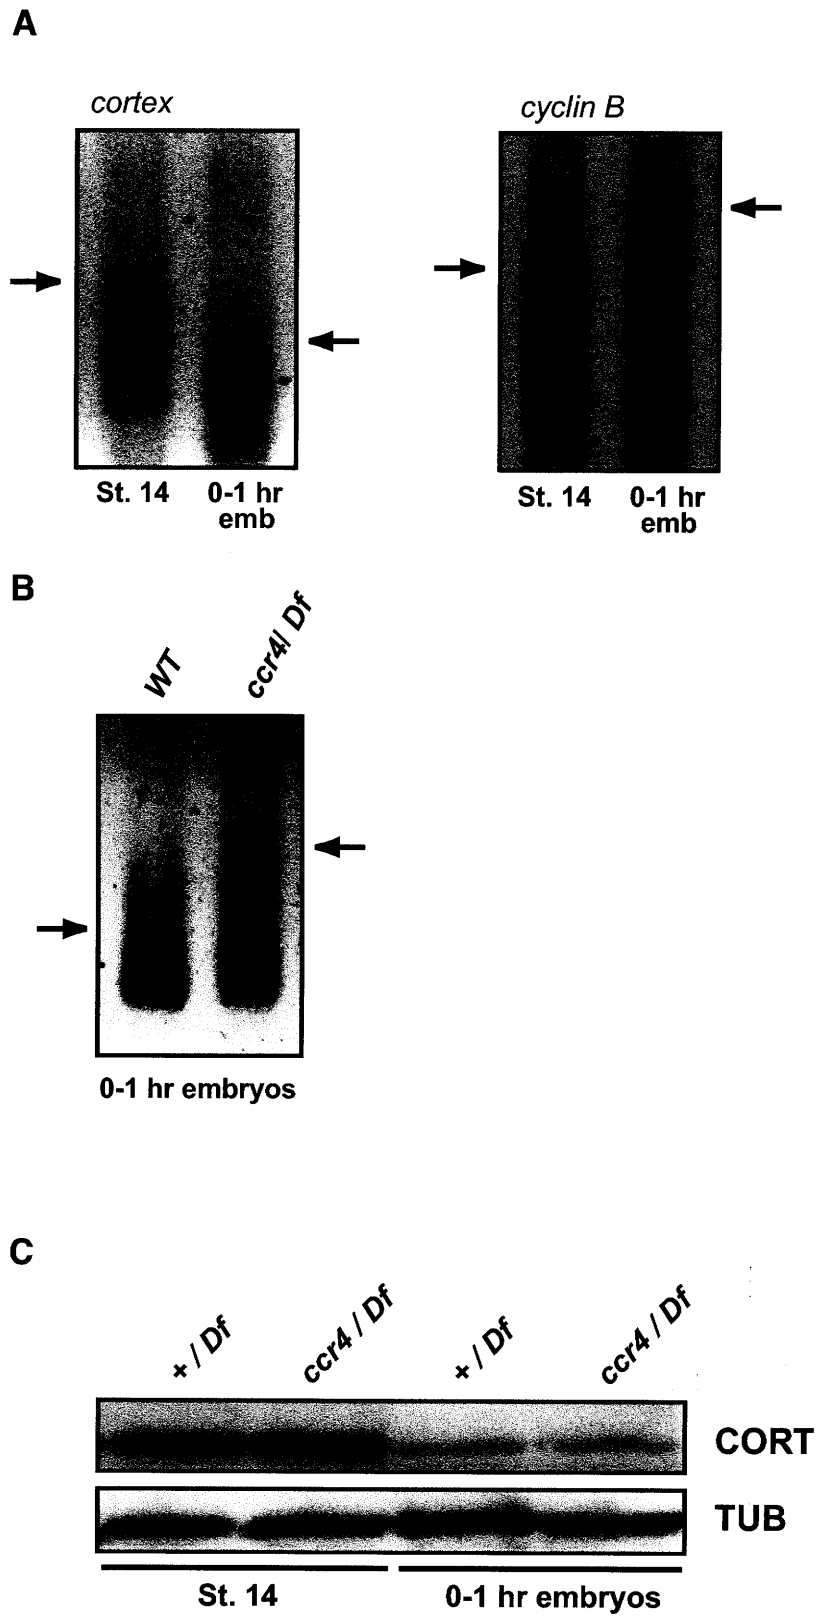 A
cortex
cyclin B
St. 14
0-1 hr
emb
St. 14
0-1 hr
emb
B
WT
ccr4/ Df
0-1 hr embryos
C
+ / Df
ccr4 / Df
+ / Df
ccr4 / Df
CORT
TUB
St. 14
0-1 hr embryos